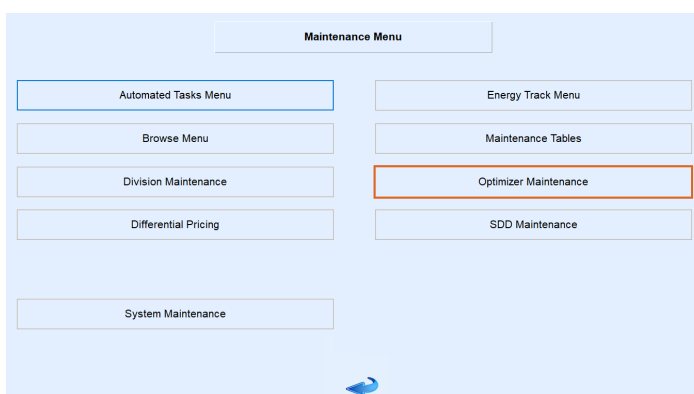 Maintenance Menu
Automated Tasks Menu
Energy Track Menu
Browse Menu
Maintenance Tables
Division Maintenance
Optimizer Maintenance
Differential Pricing
SDD Maintenance
System Maintenance